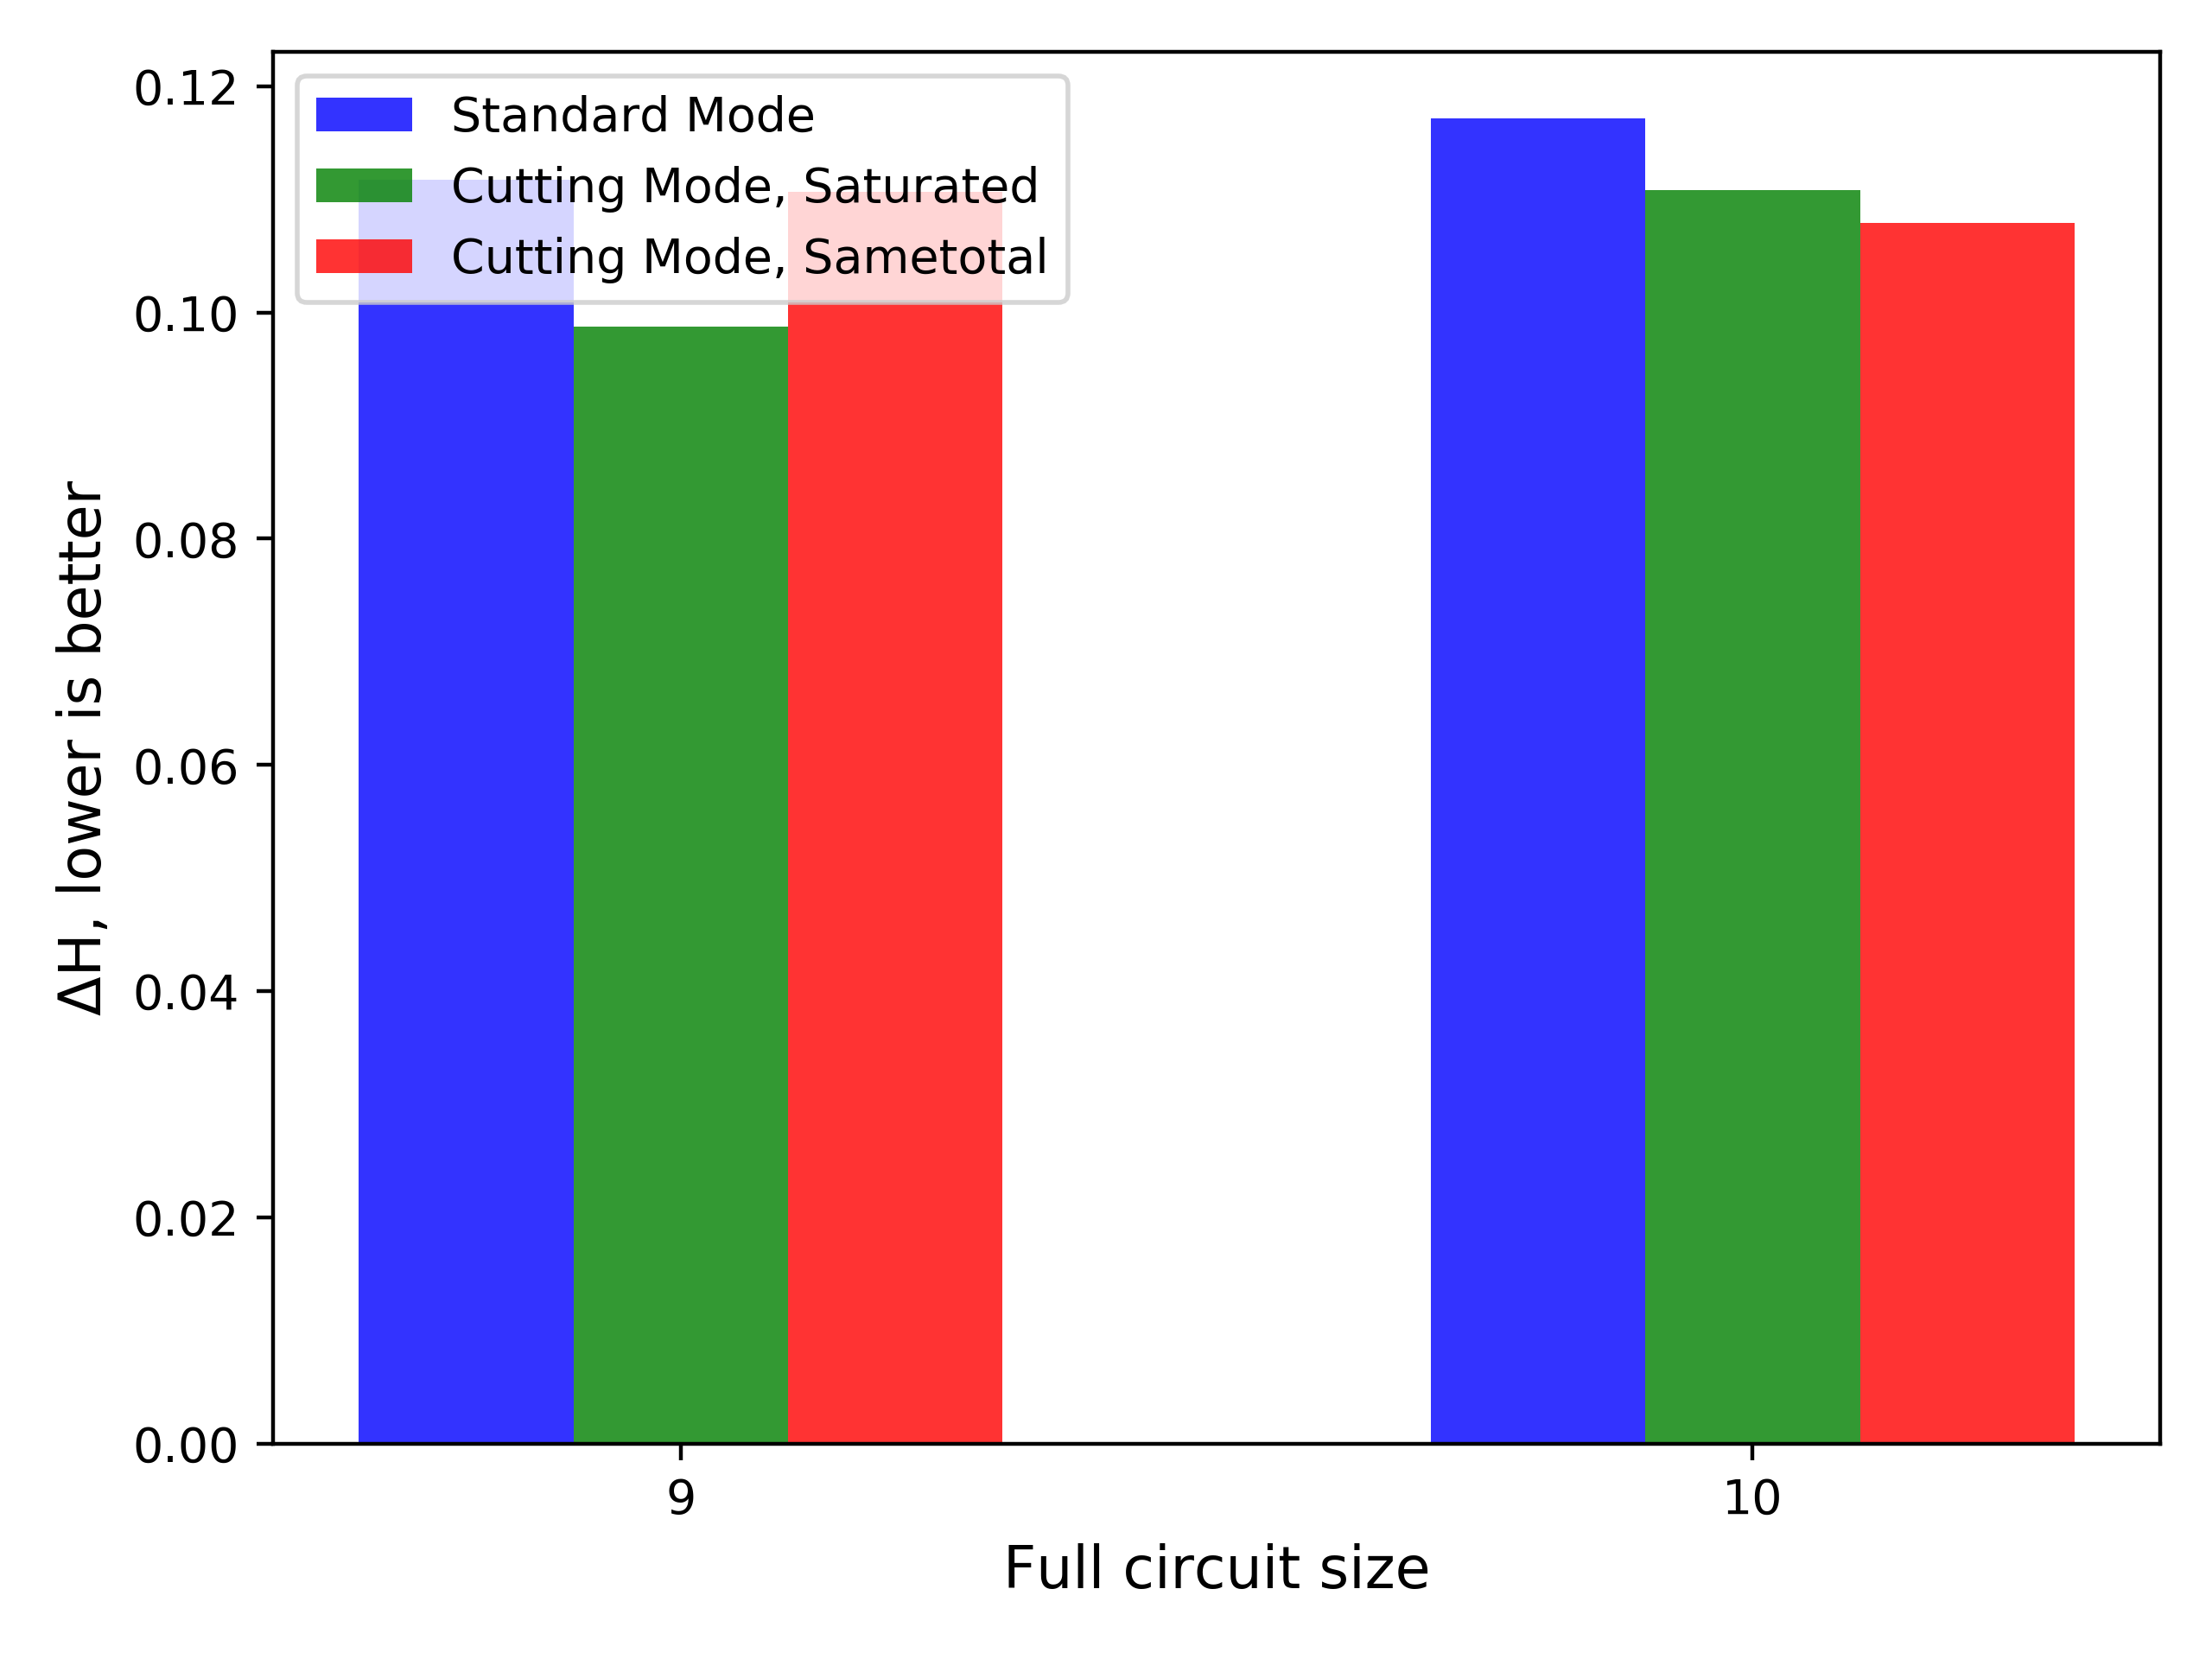 0.12
0.10
0.08
0.06
0.04
0.02
0.00
ΔH, lower is better
Standard Mode
Cutting Mode, Saturated
Cutting Mode, Sametotal
9
10
Full circuit size